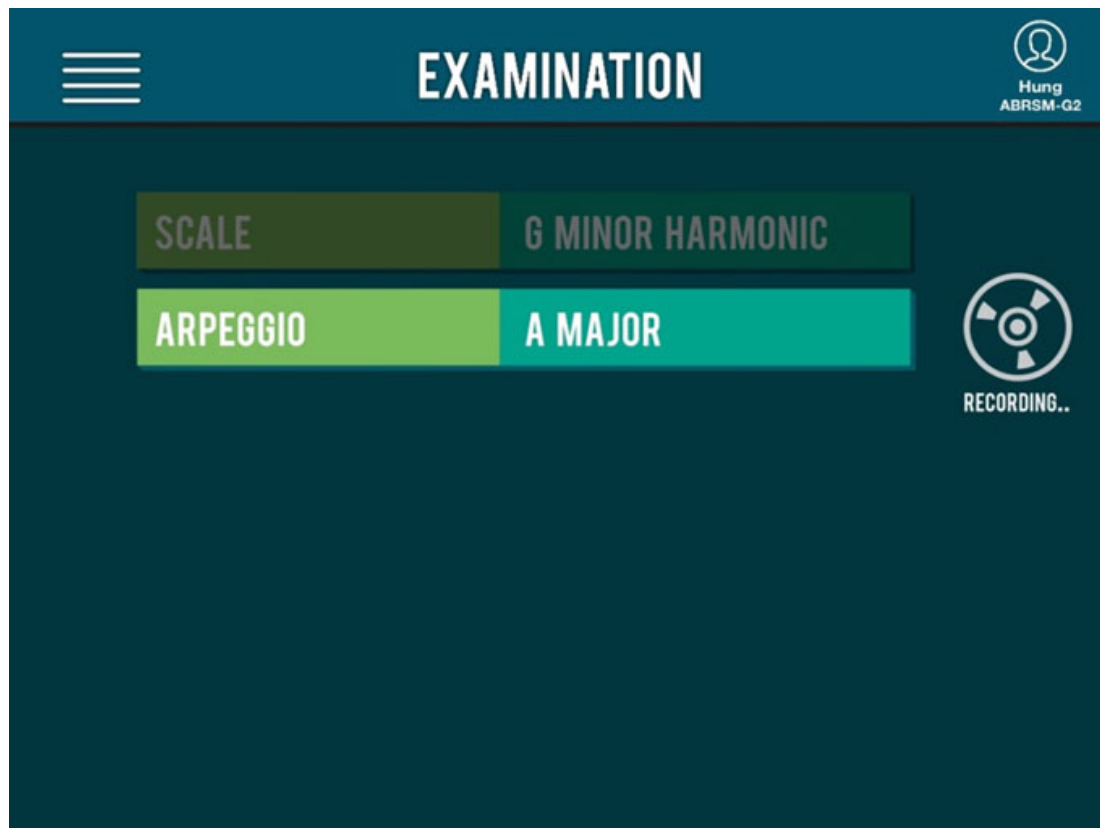 EXAMINATION
Hung
ABRSM-G2
SCALE G MINOR HARMONIC
ARPEGGIO A MAJOR
RECORDING..